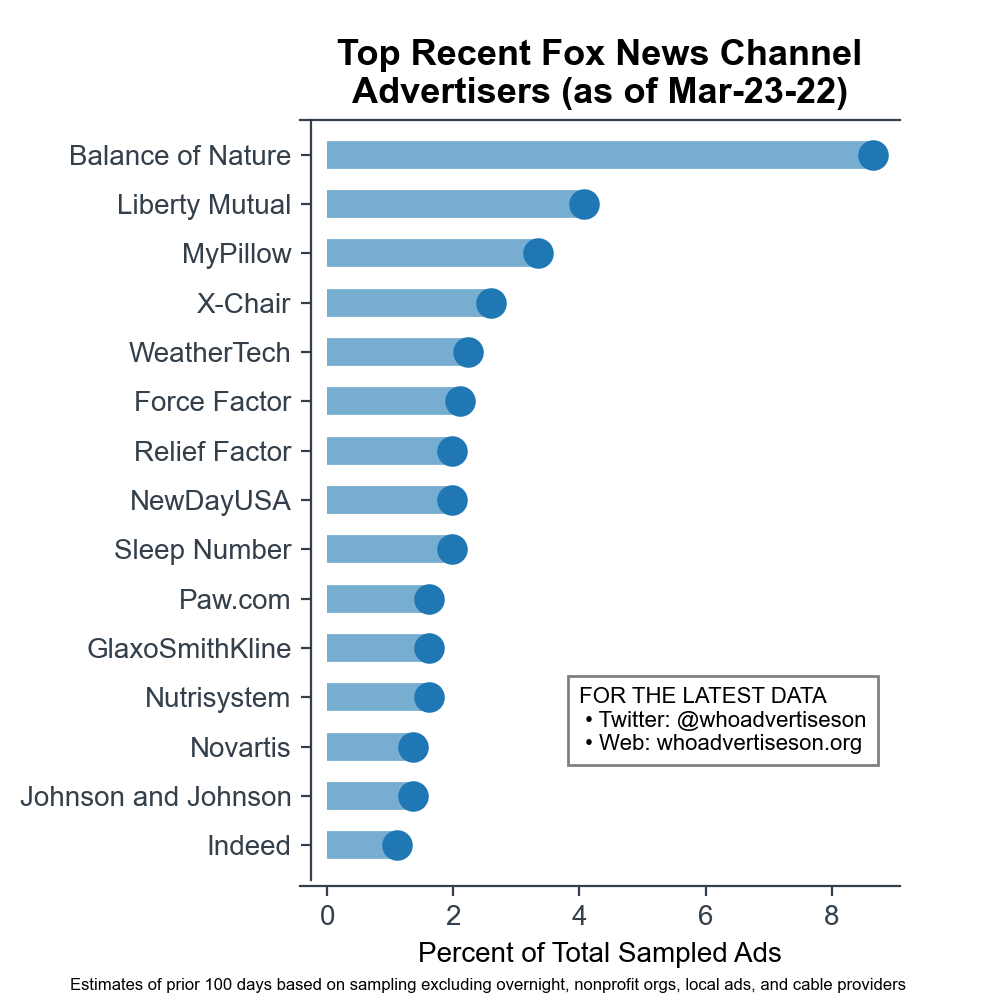 Top Recent Fox News Channel
Advertisers (as of Mar-23-22)
Balance of Nature
Liberty Mutual
MyPillow
X-Chair
WeatherTech
Force Factor
Relief Factor
NewDayUSA
Sleep Number
Paw.com
GlaxoSmithKline
Nutrisystem
Novartis
Johnson and Johnson
Indeed
FOR THE LATEST DATA
• Twitter: @whoadvertiseson
• Web: whoadvertiseson.org
0 2 4 6 8
Percent of Total Sampled Ads
Estimates of prior 100 days based on sampling excluding overnight, nonprofit orgs, local ads, and cable providers